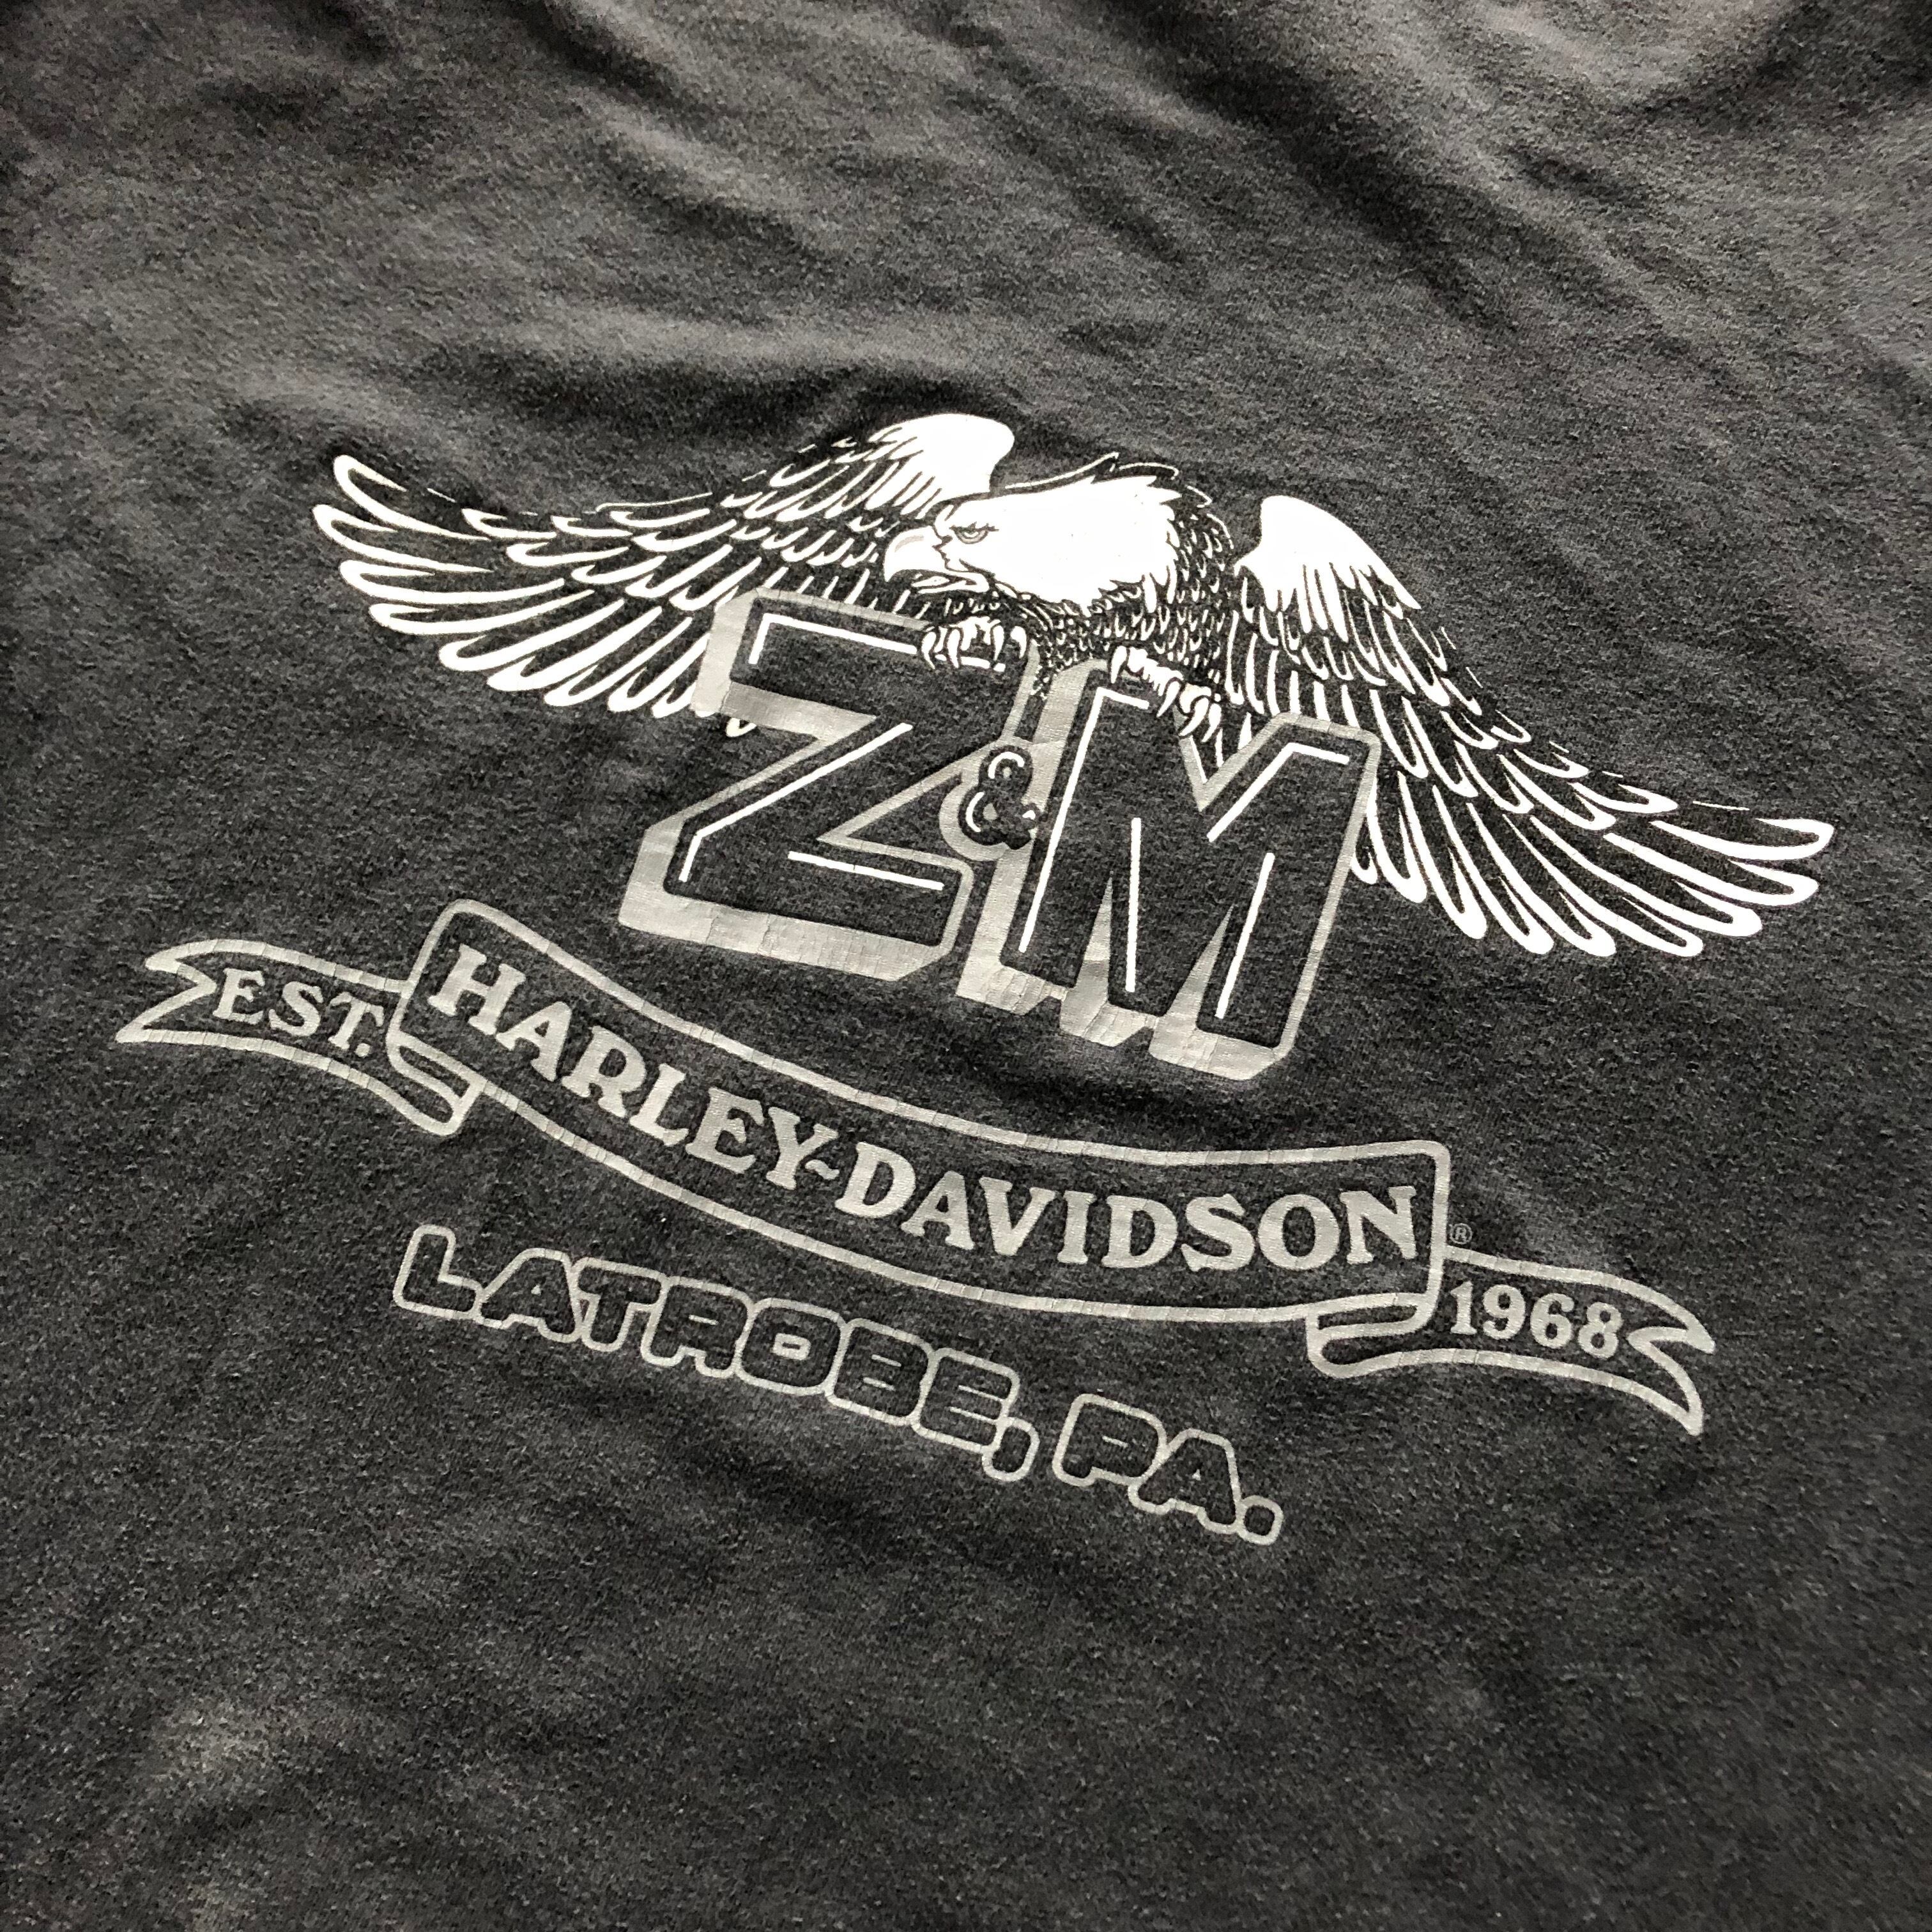 Z&M
EST. HARLEY-DAVIDSON® 1968
LATROBE, PA.